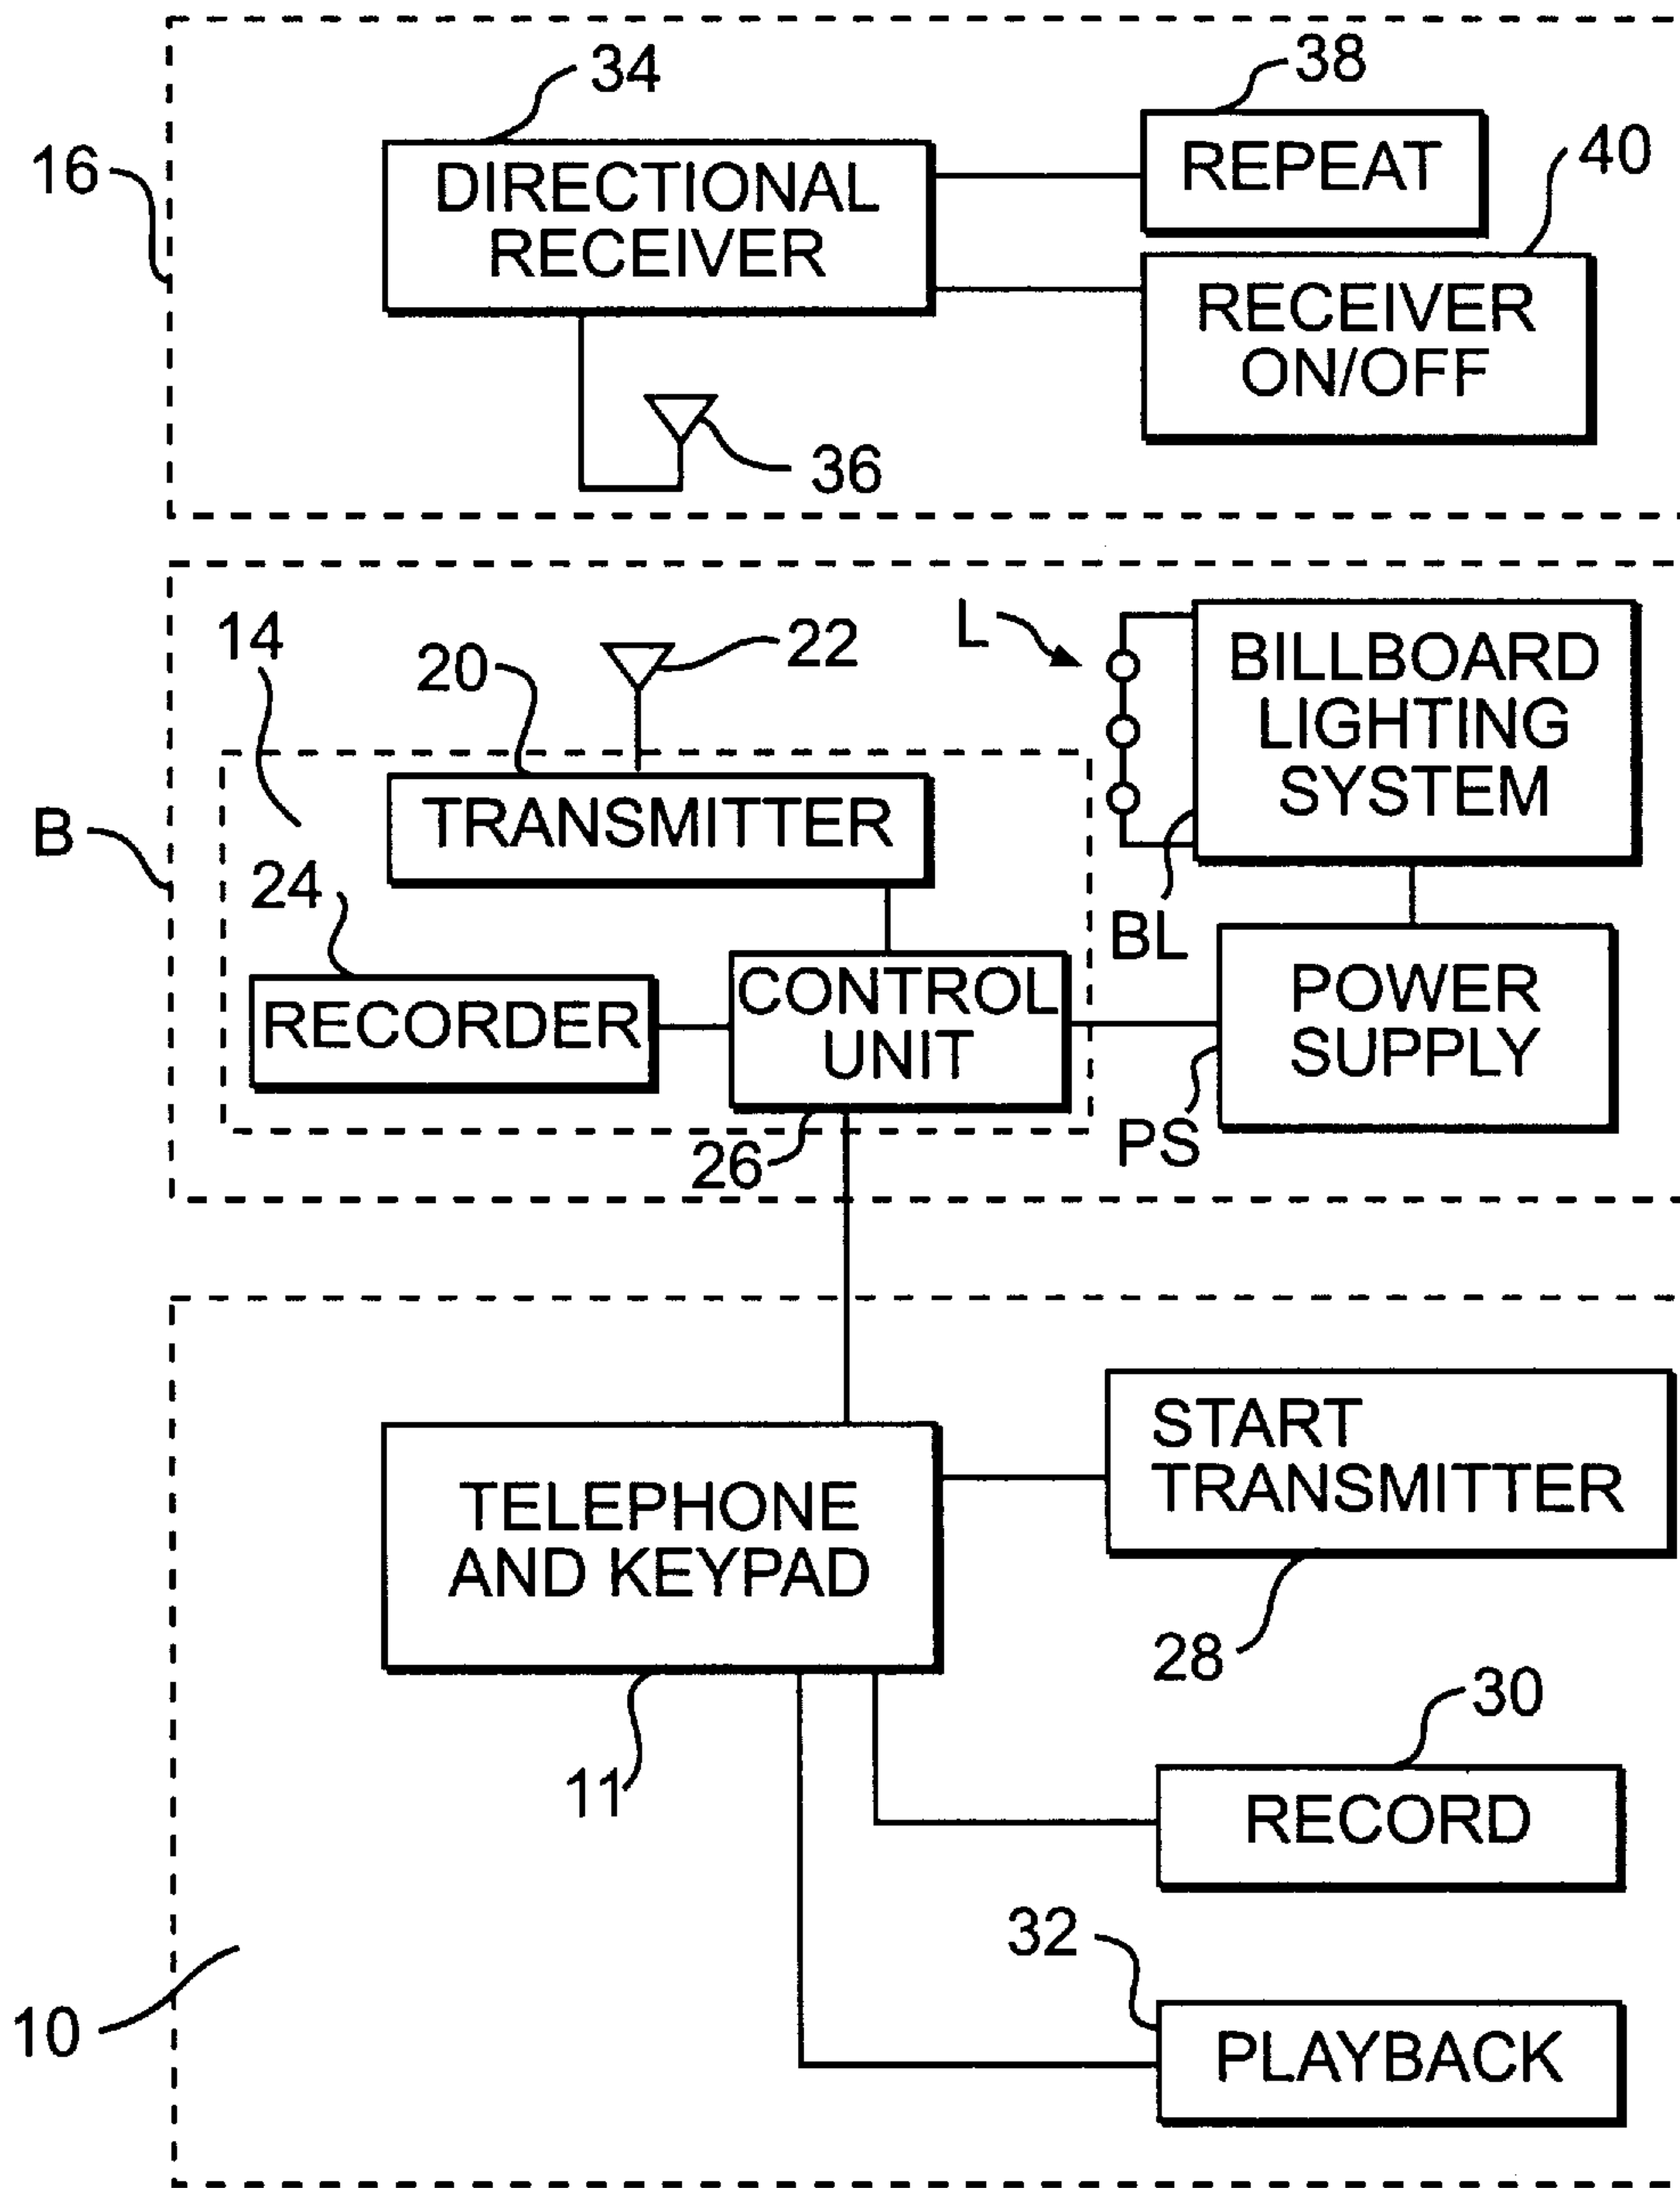 34
38
16
DIRECTIONAL
RECEIVER
REPEAT
40
RECEIVER
ON/OFF
36
14
20
22
L
BILLBOARD
LIGHTING
SYSTEM
B
TRANSMITTER
24
BL
RECORDER
CONTROL
UNIT
POWER
SUPPLY
26
PS
TELEPHONE
AND KEYPAD
START
TRANSMITTER
28
11
30
RECORD
10
32
PLAYBACK